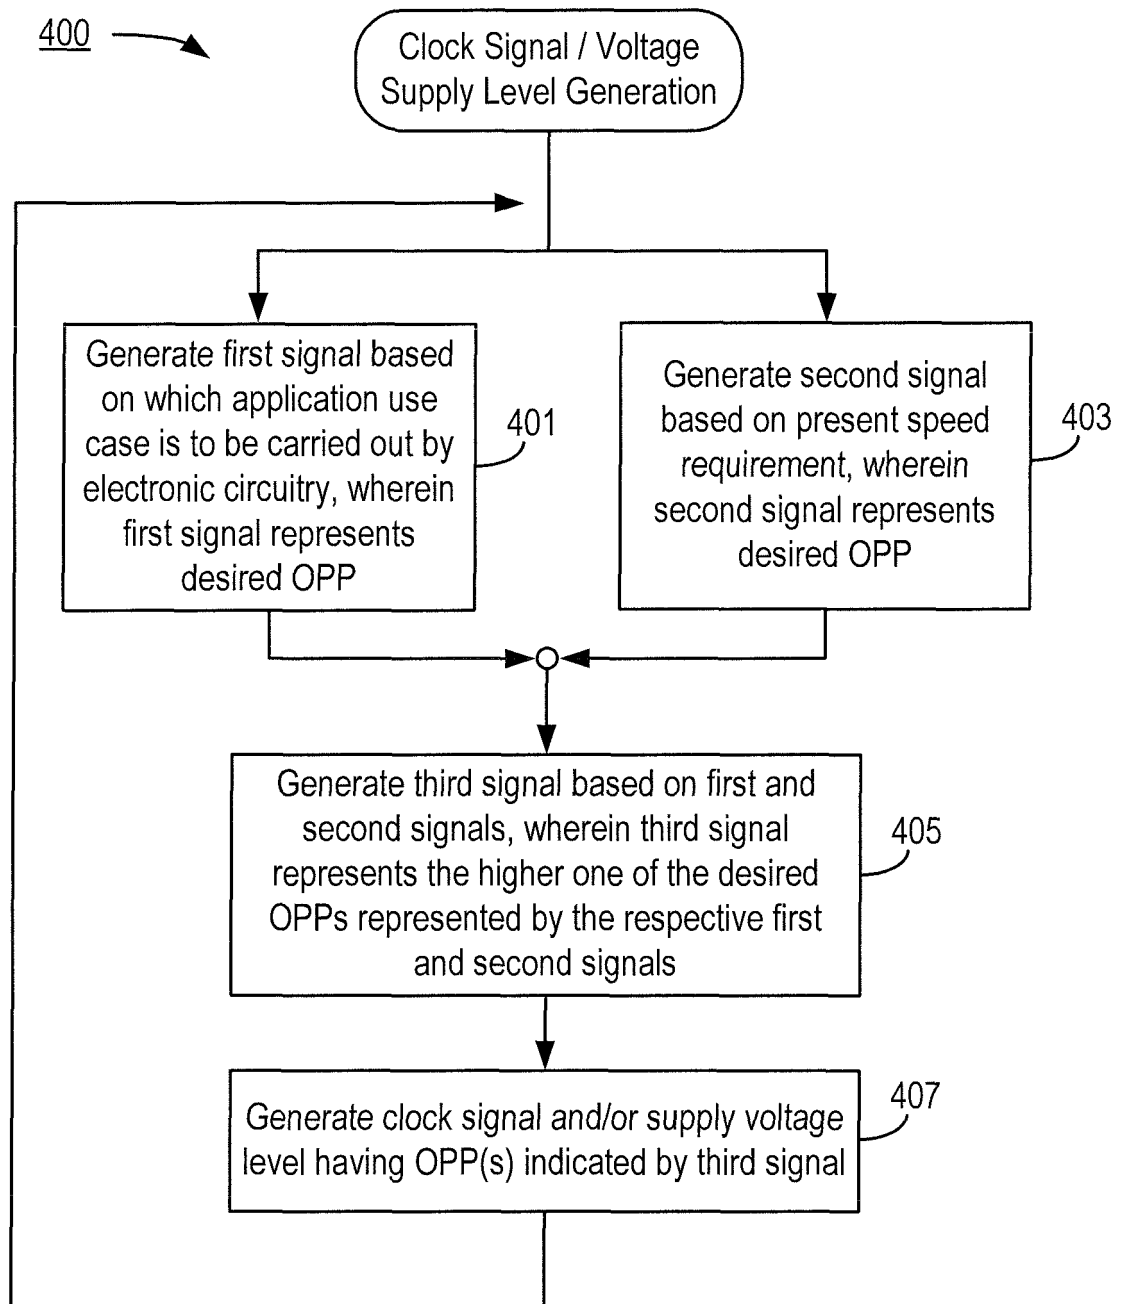 400
Clock Signal / Voltage
Supply Level Generation
Generate first signal based
on which application use
case is to be carried out by
electronic circuitry, wherein
first signal represents
desired OPP
401
Generate second signal
based on present speed
requirement, wherein
second signal represents
desired OPP
403
Generate third signal based on first and
second signals, wherein third signal
represents the higher one of the desired
OPPs represented by the respective first
and second signals
405
Generate clock signal and/or supply voltage
level having OPP(s) indicated by third signal
407